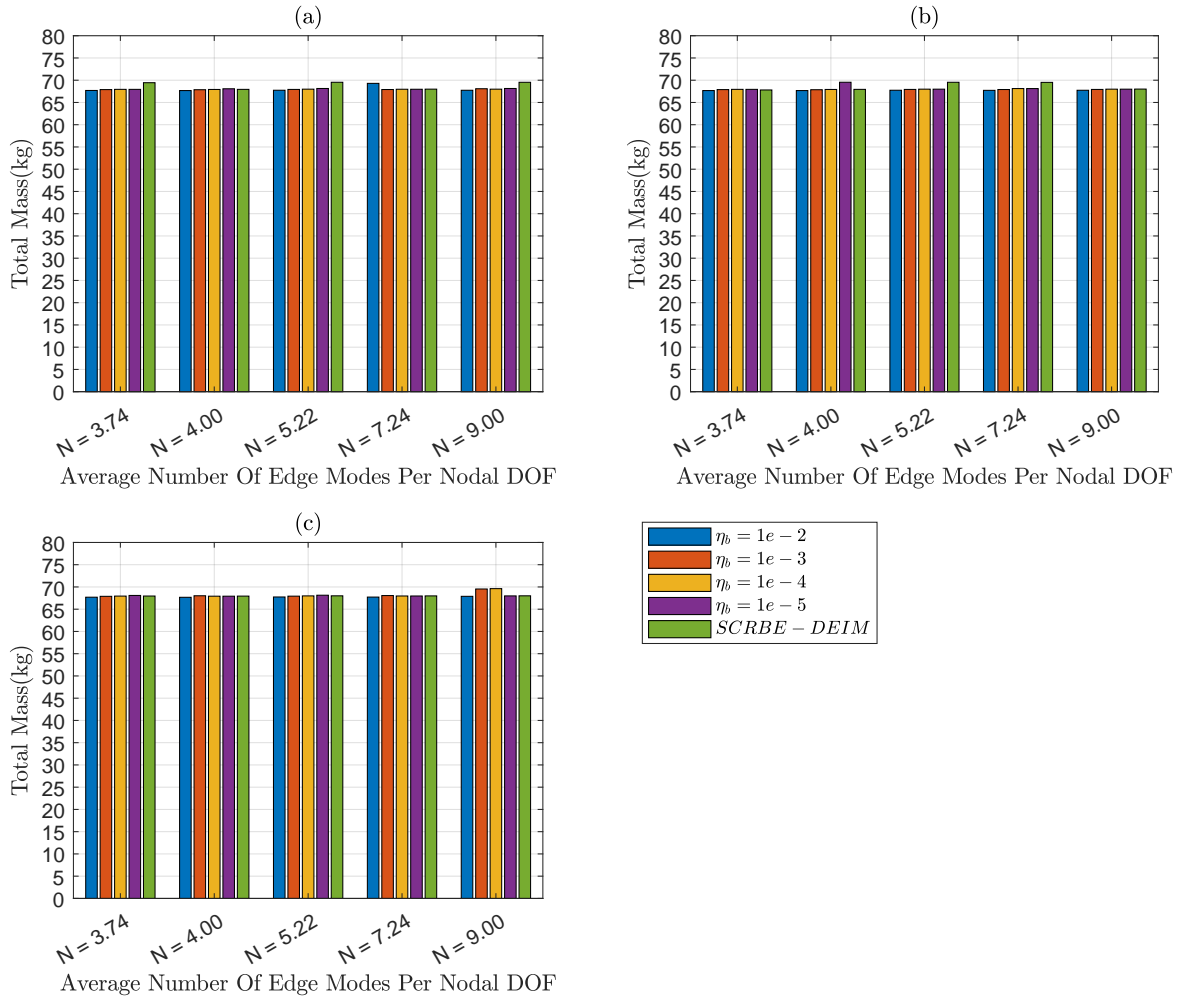 (a)
80
75
70
65
60
55
50
45
40
35
30
25
20
15
10
5
0
Total Mass(kg)
N = 3.74
N = 4.00
N = 5.22
N = 7.24
N = 9.00
Average Number Of Edge Modes Per Nodal DOF
(b)
80
75
70
65
60
55
50
45
40
35
30
25
20
15
10
5
0
Total Mass(kg)
N = 3.74
N = 4.00
N = 5.22
N = 7.24
N = 9.00
Average Number Of Edge Modes Per Nodal DOF
(c)
80
75
70
65
60
55
50
45
40
35
30
25
20
15
10
5
0
Total Mass(kg)
N = 3.74
N = 4.00
N = 5.22
N = 7.24
N = 9.00
Average Number Of Edge Modes Per Nodal DOF
η_b = 1e − 2
η_b = 1e − 3
η_b = 1e − 4
η_b = 1e − 5
SCRBE − DEIM